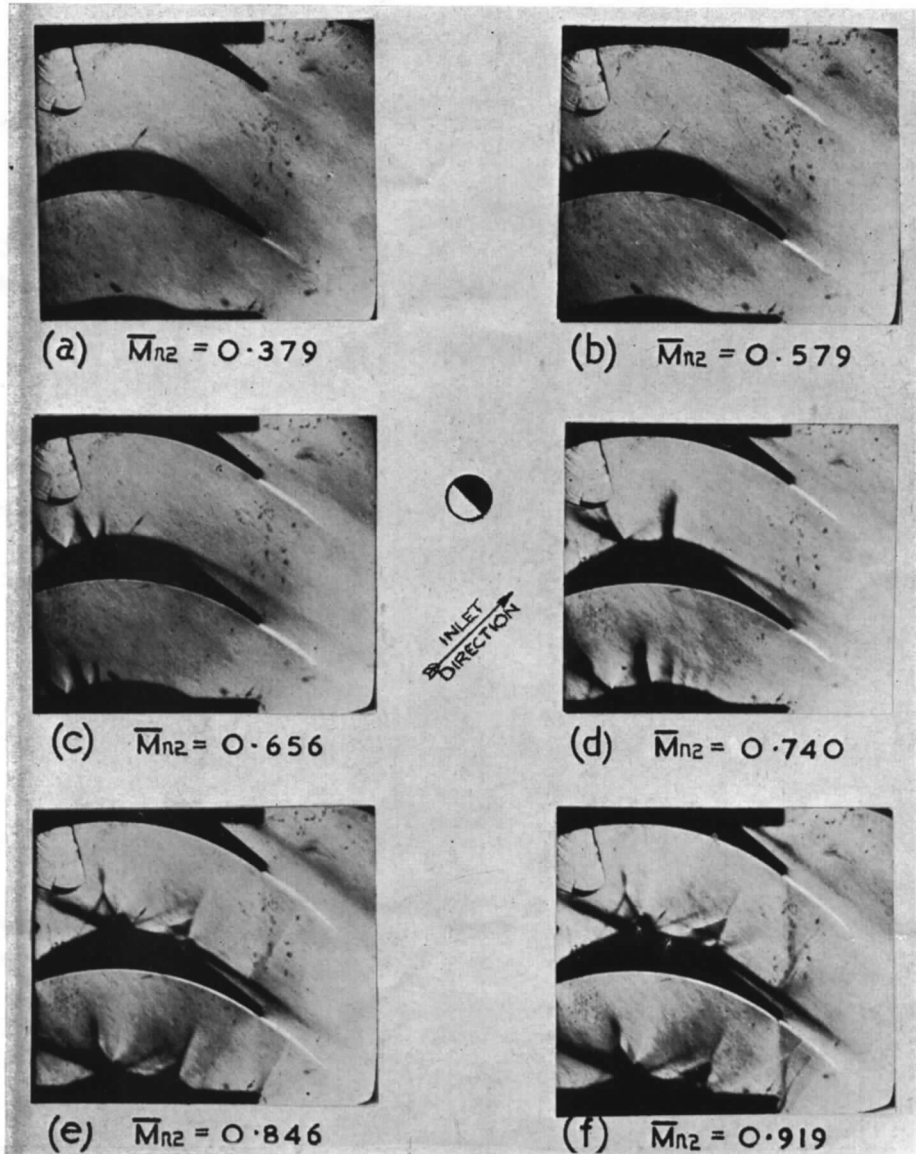 (a) M̅n2 = 0·379
(b) M̅n2 = 0·579
(c) M̅n2 = 0·656
INLET
DIRECTION
(d) M̅n2 = 0·740
(e) M̅n2 = 0·846
(f) M̅n2 = 0·919